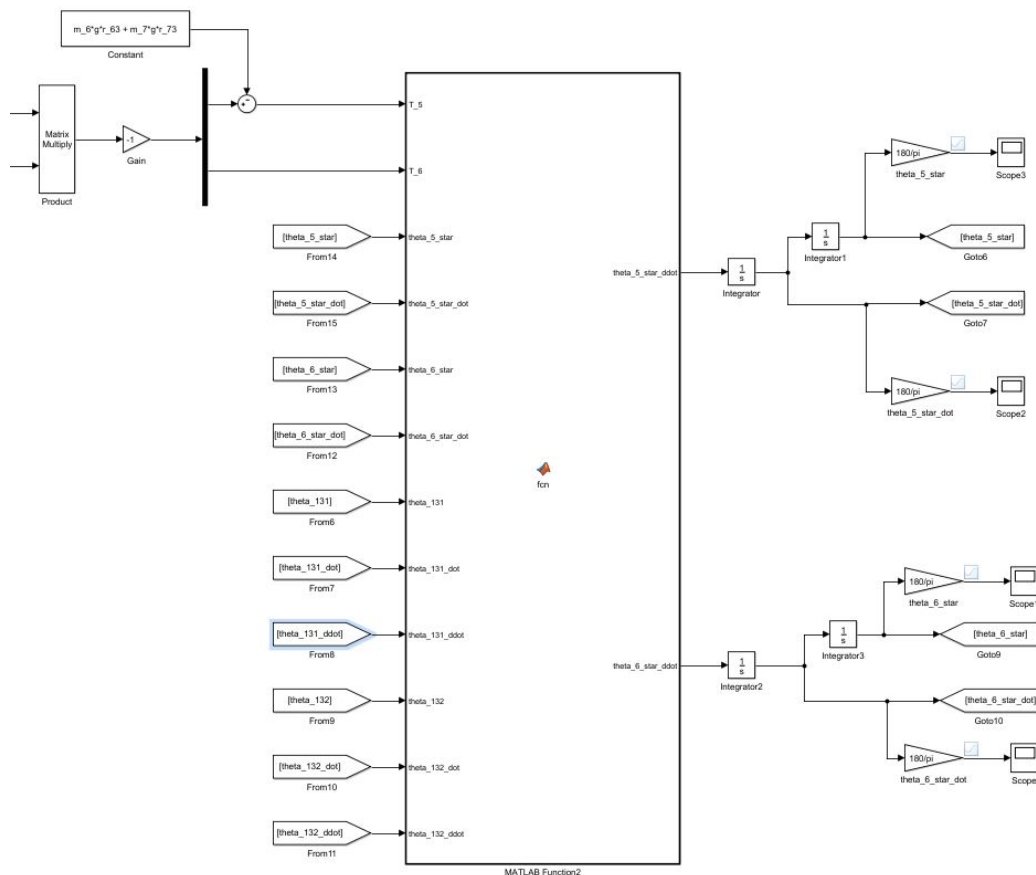 m_6*g*r_63 + m_7*g*r_73
Constant
Matrix
Multiply
Product
-1
Gain
T_5
T_6
[theta_5_star]
From14
theta_5_star
[theta_5_star_dot]
From15
theta_5_star_dot
[theta_6_star]
From13
theta_6_star
[theta_6_star_dot]
From12
theta_6_star_dot
[theta_131]
From6
theta_131
[theta_131_dot]
From7
theta_131_dot
[theta_131_ddot]
From8
theta_131_ddot
[theta_132]
From9
theta_132
[theta_132_dot]
From10
theta_132_dot
[theta_132_ddot]
From11
theta_132_ddot
fcn
MATLAB Function2
theta_5_star_ddot
1
s
Integrator
1
s
Integrator1
180/pi
theta_5_star
Scope3
[theta_5_star]
Goto6
[theta_5_star_dot]
Goto7
180/pi
theta_5_star_dot
Scope2
theta_6_star_ddot
1
s
Integrator2
1
s
Integrator3
180/pi
theta_6_star
Scope1
[theta_6_star]
Goto9
[theta_6_star_dot]
Goto10
180/pi
theta_6_star_dot
Scope